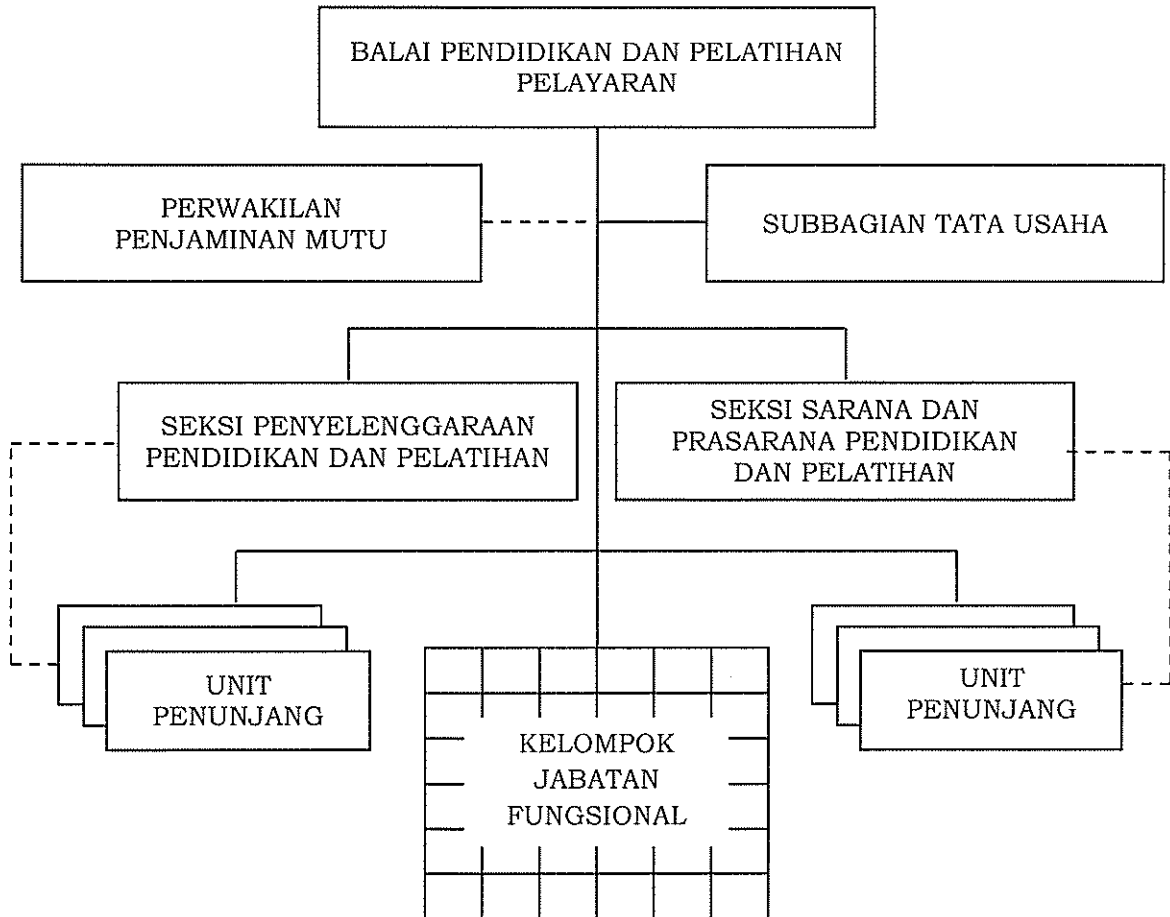 BALAI PENDIDIKAN DAN PELATIHAN
PELAYARAN
PERWAKILAN
PENJAMINAN MUTU
SUBBAGIAN TATA USAHA
SEKSI PENYELENGGARAAN
PENDIDIKAN DAN PELATIHAN
SEKSI SARANA DAN
PRASARANA PENDIDIKAN
DAN PELATIHAN
UNIT
PENUNJANG
KELOMPOK
JABATAN
FUNGSIONAL
UNIT
PENUNJANG